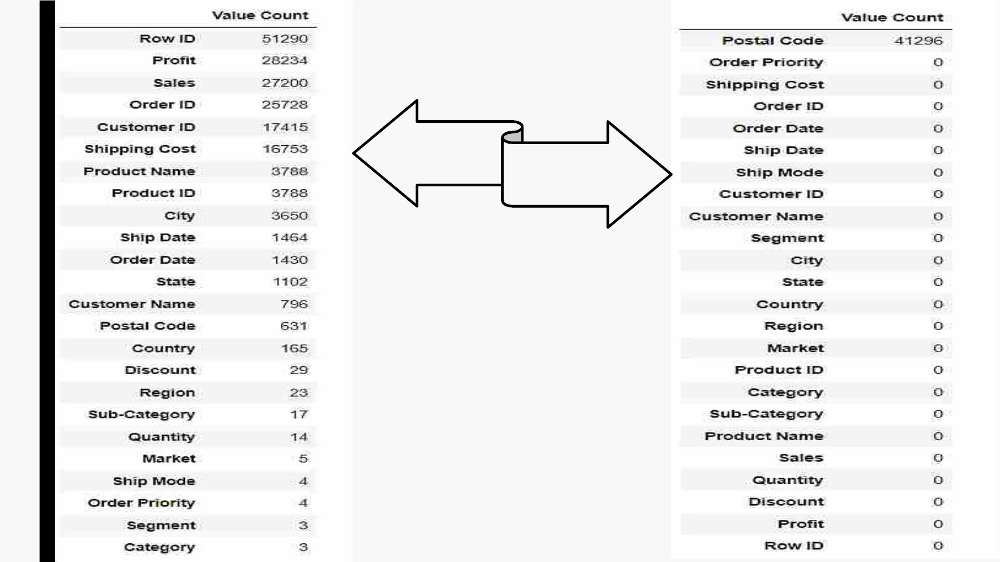 Value Count
Row ID 51290
Profit 28234
Sales 27200
Order ID 25728
Customer ID 17415
Shipping Cost 16753
Product Name 3788
Product ID 3788
City 3650
Ship Date 1464
Order Date 1430
State 1102
Customer Name 796
Postal Code 631
Country 165
Discount 29
Region 23
Sub-Category 17
Quantity 14
Market 5
Ship Mode 4
Order Priority 4
Segment 3
Category 3
Value Count
Postal Code 41296
Order Priority 0
Shipping Cost 0
Order ID 0
Order Date 0
Ship Date 0
Ship Mode 0
Customer ID 0
Customer Name 0
Segment 0
City 0
State 0
Country 0
Region 0
Market 0
Product ID 0
Category 0
Sub-Category 0
Product Name 0
Sales 0
Quantity 0
Discount 0
Profit 0
Row ID 0